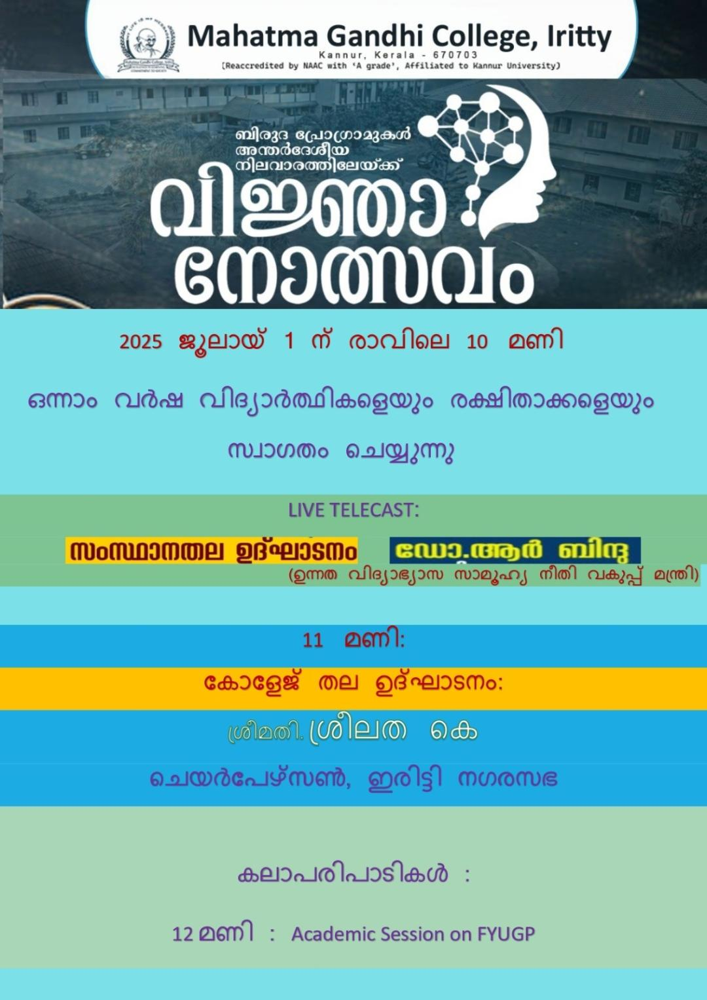 Mahatma Gandhi College, Iritty
Kannur, Kerala - 670703
(Reaccredited by NAAC with 'A grade', Affiliated to Kannur University)
ബിരുദ പ്രോഗ്രാമുകൾ
അന്തർദേശീയ
നിലവാരത്തിലേയ്ക്ക്
വിജ്ഞാ
നോത്സവം
2025 ജൂലായ് 1 ന് രാവിലെ 10 മണി
ഒന്നാം വർഷ വിദ്യാർത്ഥികളെയും രക്ഷിതാക്കളെയും
സ്വാഗതം ചെയ്യുന്നു
LIVE TELECAST:
സംസ്ഥാനതല ഉദ്ഘാടനം ഡോ.ആർ ബിന്ദു
(ഉന്നത വിദ്യാഭ്യാസ സാമൂഹ്യ നീതി വകുപ്പ് മന്ത്രി)
11 മണി:
കോളേജ് തല ഉദ്ഘാടനം:
ശ്രീമതി. ശ്രീലത കെ
ചെയർപേഴ്സൺ, ഇരിട്ടി നഗരസഭ
കലാപരിപാടികൾ :
12 മണി : Academic Session on FYUGP